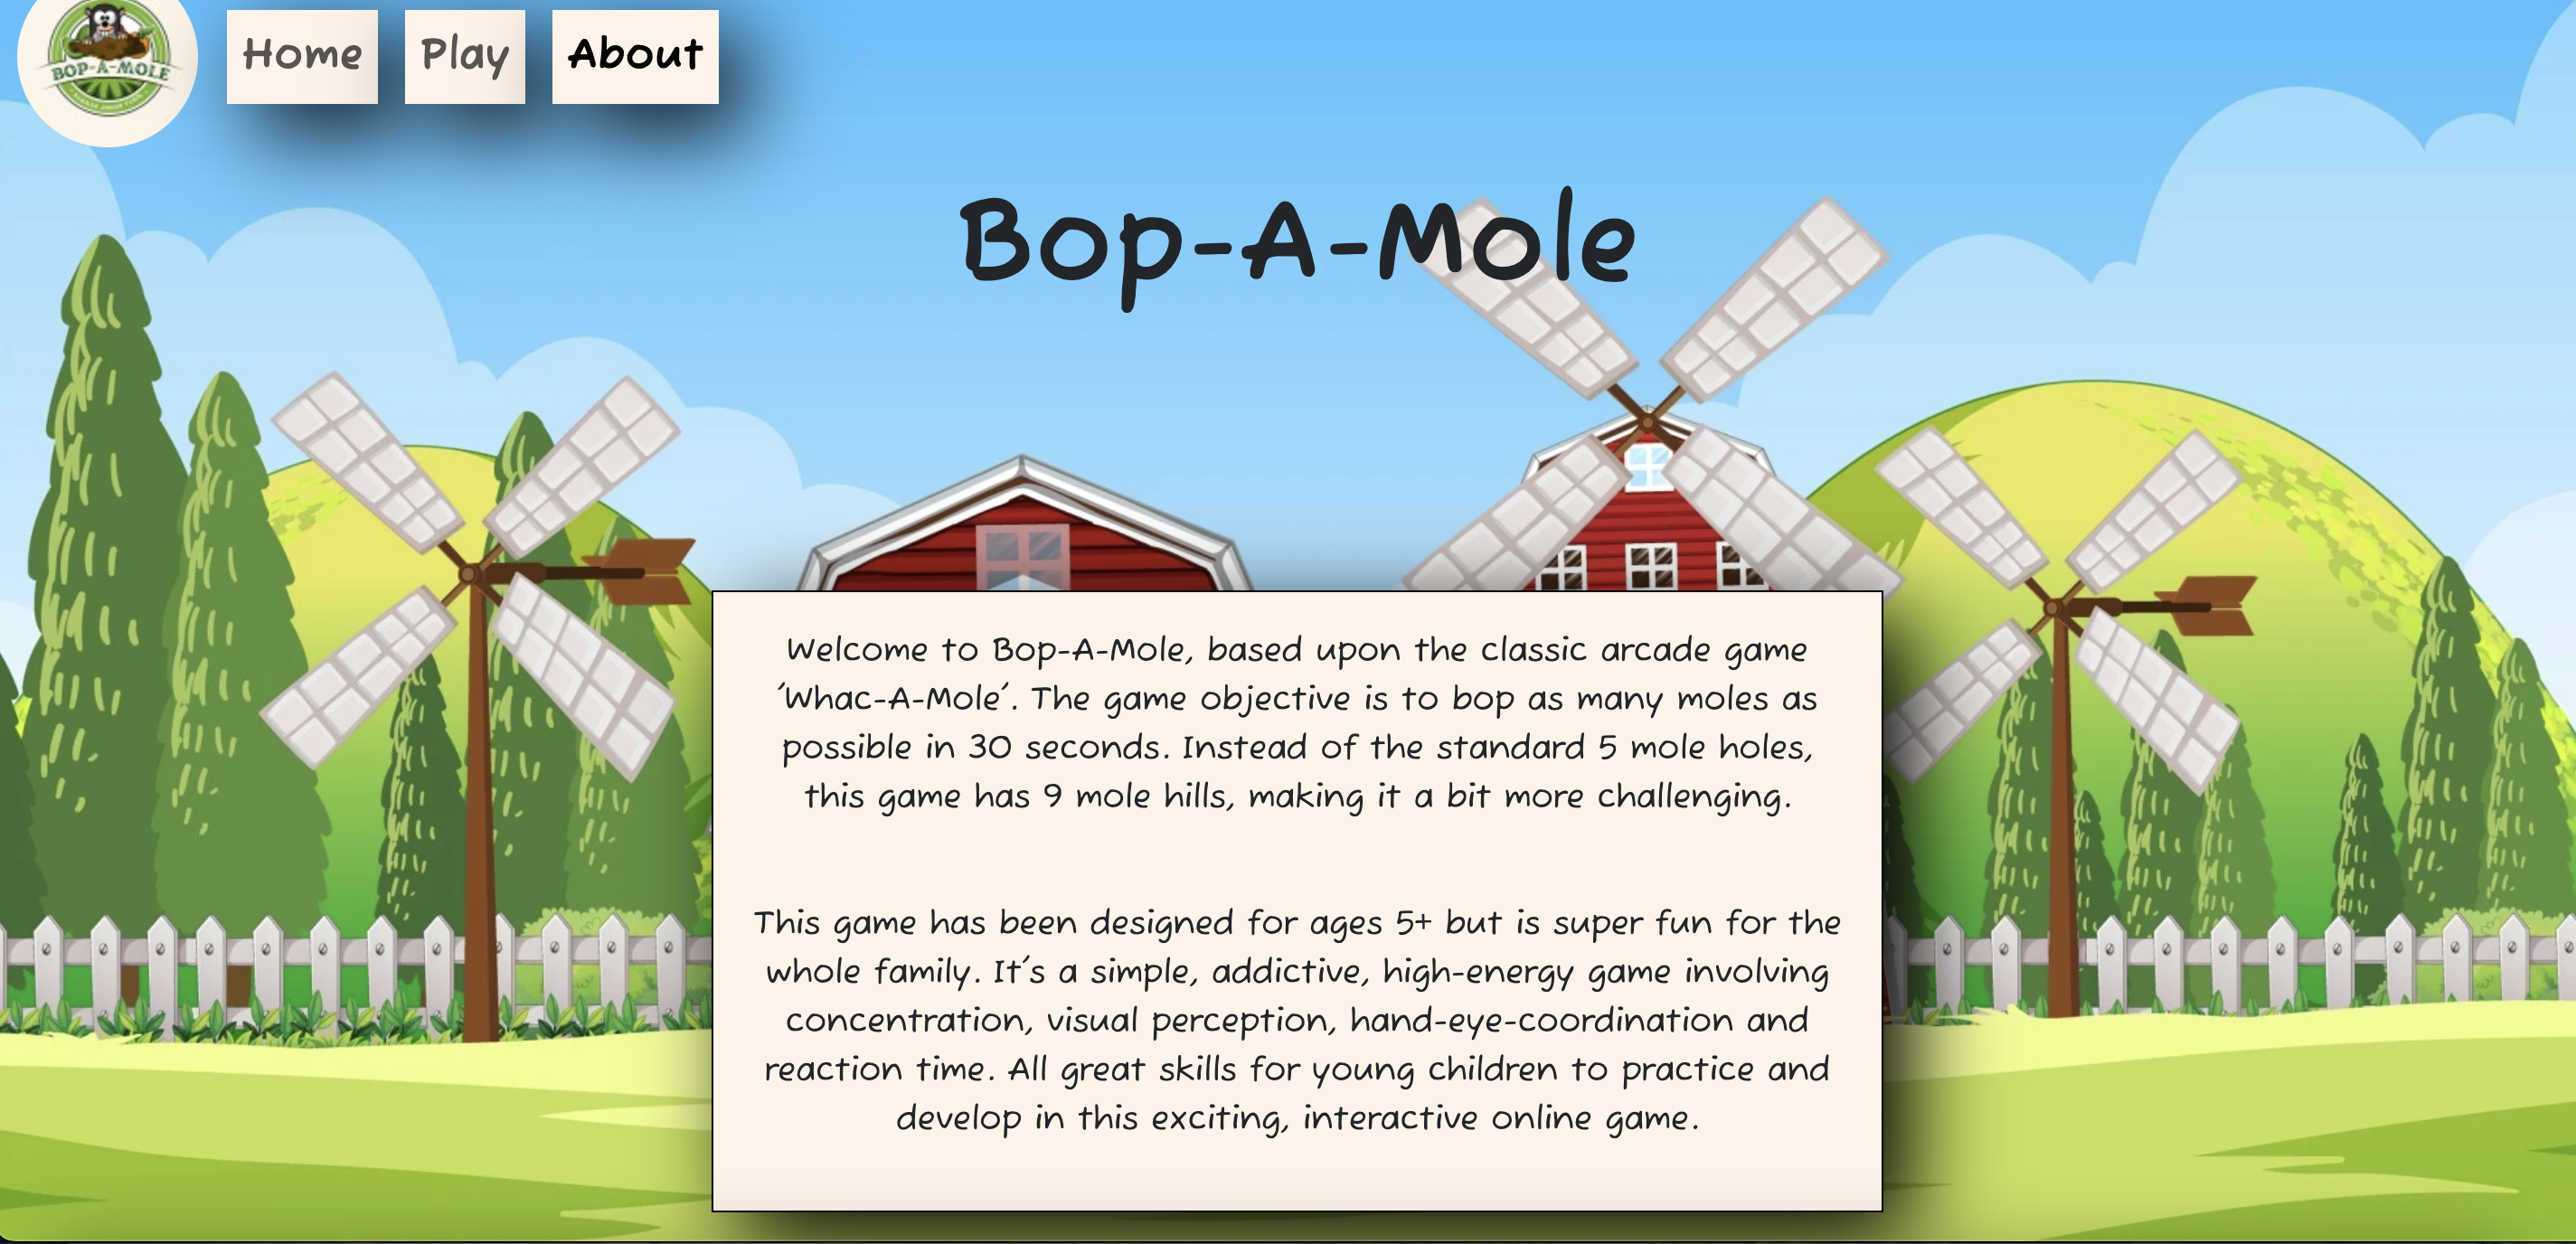 BOP-A-MOLE
Home
Play
About
Bop-A-Mole
Welcome to Bop-A-Mole, based upon the classic arcade game
'Whac-A-Mole'. The game objective is to bop as many moles as
possible in 30 seconds. Instead of the standard 5 mole holes,
this game has 9 mole hills, making it a bit more challenging.
This game has been designed for ages 5+ but is super fun for the
whole family. It's a simple, addictive, high-energy game involving
concentration, visual perception, hand-eye-coordination and
reaction time. All great skills for young children to practice and
develop in this exciting, interactive online game.